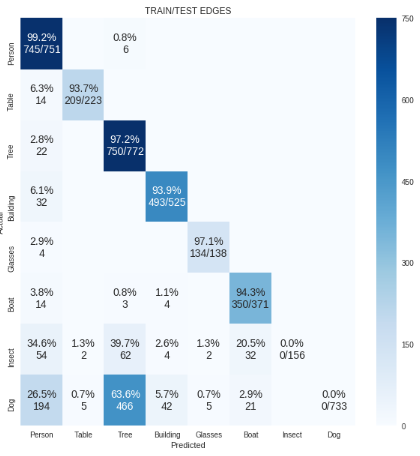 TRAIN/TEST EDGES
Person 99.2% 0.8% 750
745/751 6
Table 6.3% 93.7% 600
14 209/223
Tree 2.8% 97.2%
22 750/772
Building 6.1% 93.9% 450
32 493/525
Glasses 2.9% 97.1% 300
4 134/138
Boat 3.8% 0.8% 1.1% 94.3%
14 3 4 350/371
Insect 34.6% 1.3% 39.7% 2.6% 1.3% 20.5% 0.0% 150
54 2 62 4 2 32 0/156
Dog 26.5% 0.7% 63.6% 5.7% 0.7% 2.9% 0.0%
194 5 466 42 5 21 0/733
0
Person Table Tree Building Glasses Boat Insect Dog
Predicted